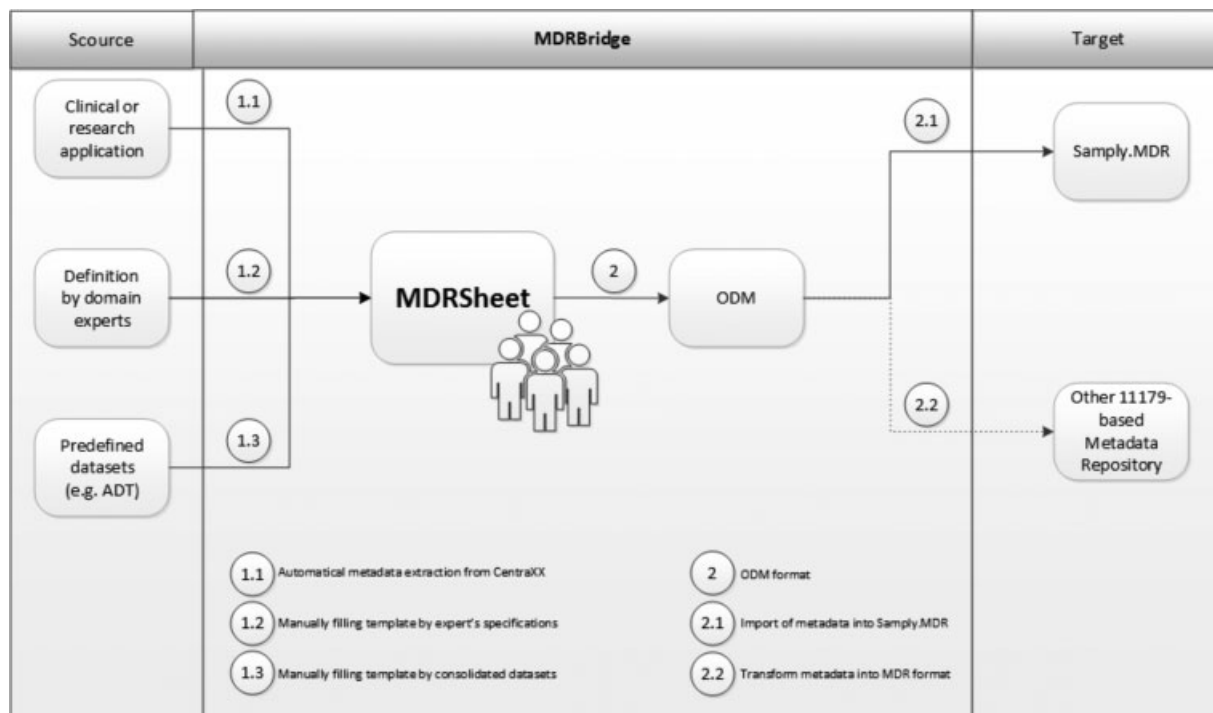 Scource
MDRBridge
Target
Clinical or
research
application
1.1
2.1
Samply.MDR
Definition
by domain
experts
1.2
MDRSheet
2
ODM
Predefined
datasets
(e.g. ADT)
1.3
2.2
Other 11179-
based
Metadata
Repository
1.1 Automatical metadata extraction from CentraXX
1.2 Manually filling template by expert's specifications
1.3 Manually filling template by consolidated datasets
2 ODM format
2.1 Import of metadata into Samply.MDR
2.2 Transform metadata into MDR format